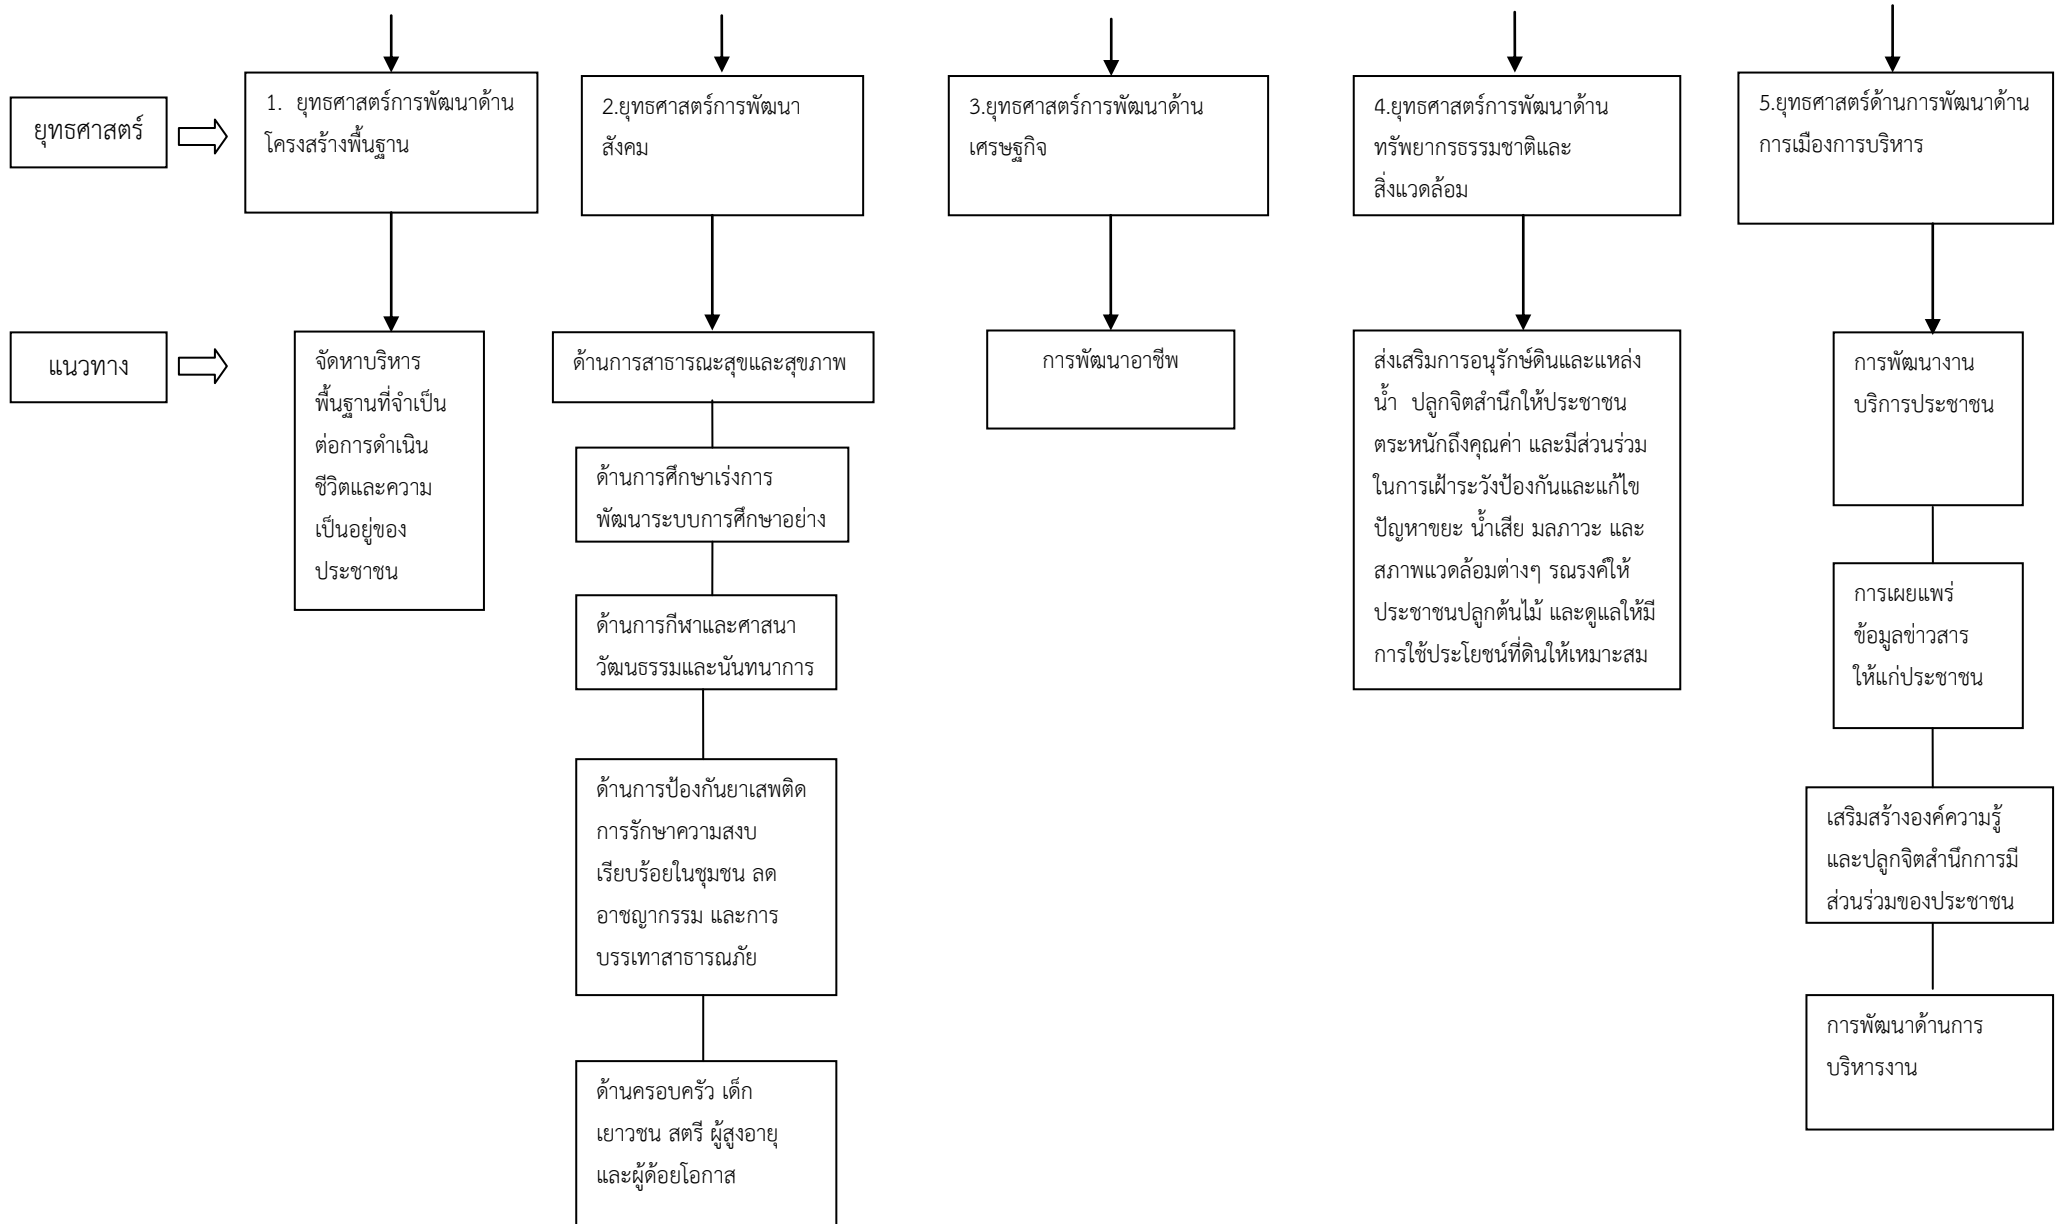 ยุทธศาสตร์
1. ยุทธศาสตร์การพัฒนาด้าน
โครงสร้างพื้นฐาน
2.ยุทธศาสตร์การพัฒนา
สังคม
3.ยุทธศาสตร์การพัฒนาด้าน
เศรษฐกิจ
4.ยุทธศาสตร์การพัฒนาด้าน
ทรัพยากรธรรมชาติและ
สิ่งแวดล้อม
5.ยุทธศาสตร์ด้านการพัฒนาด้าน
การเมืองการบริหาร
แนวทาง
จัดหาบริหาร
พื้นฐานที่จำเป็น
ต่อการดำเนิน
ชีวิตและความ
เป็นอยู่ของ
ประชาชน
ด้านการสาธารณะสุขและสุขภาพ
ด้านการศึกษาเร่งการ
พัฒนาระบบการศึกษาอย่าง
ด้านการกีฬาและศาสนา
วัฒนธรรมและนันทนาการ
ด้านการป้องกันยาเสพติด
การรักษาความสงบ
เรียบร้อยในชุมชน ลด
อาชญากรรม และการ
บรรเทาสาธารณภัย
ด้านครอบครัว เด็ก
เยาวชน สตรี ผู้สูงอายุ
และผู้ด้อยโอกาส
การพัฒนาอาชีพ
ส่งเสริมการอนุรักษ์ดินและแหล่ง
น้ำ ปลูกจิตสำนึกให้ประชาชน
ตระหนักถึงคุณค่า และมีส่วนร่วม
ในการเฝ้าระวังป้องกันและแก้ไข
ปัญหาขยะ น้ำเสีย มลภาวะ และ
สภาพแวดล้อมต่างๆ รณรงค์ให้
ประชาชนปลูกต้นไม้ และดูแลให้มี
การใช้ประโยชน์ที่ดินให้เหมาะสม
การพัฒนางาน
บริการประชาชน
การเผยแพร่
ข้อมูลข่าวสาร
ให้แก่ประชาชน
เสริมสร้างองค์ความรู้
และปลูกจิตสำนึกการมี
ส่วนร่วมของประชาชน
การพัฒนาด้านการ
บริหารงาน